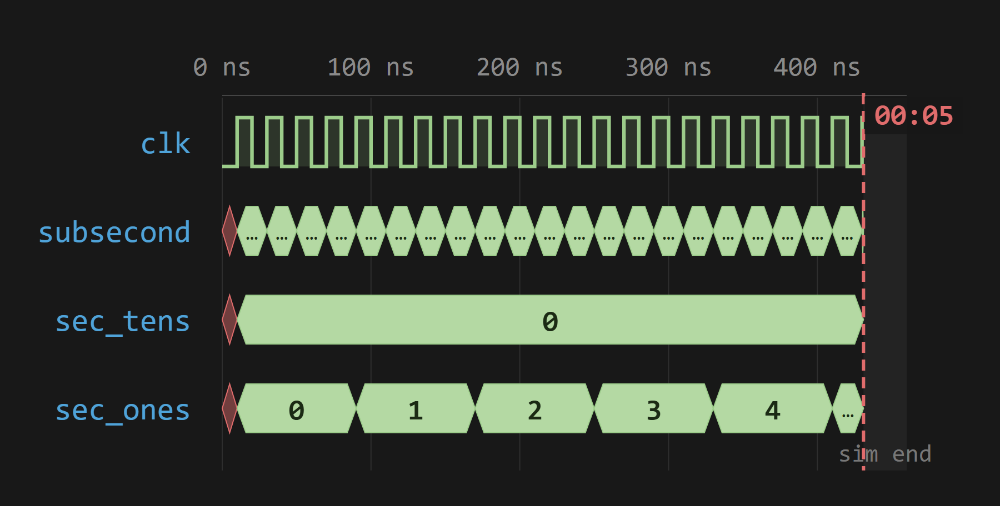 0 ns 100 ns 200 ns 300 ns 400 ns
00:05
clk
subsecond ... ... ... ... ... ... ... ... ... ... ... ... ... ... ... ... ... ... ... ... ...
sec_tens 0
sec_ones 0 1 2 3 4 ...
sim end